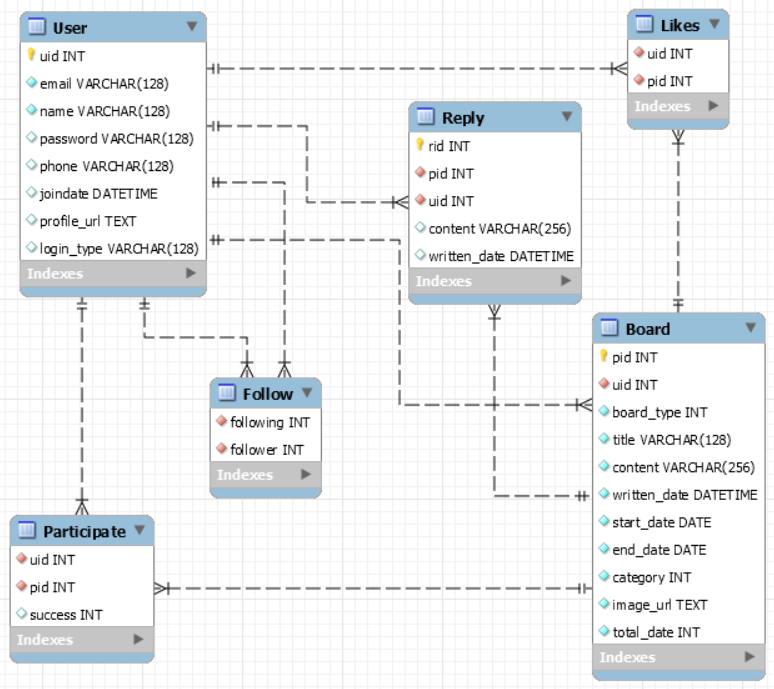 User
uid INT
email VARCHAR(128)
name VARCHAR(128)
password VARCHAR(128)
phone VARCHAR(128)
joindate DATETIME
profile_url TEXT
login_type VARCHAR(128)
Indexes
Likes
uid INT
pid INT
Indexes
Reply
rid INT
pid INT
uid INT
content VARCHAR(256)
written_date DATETIME
Indexes
Board
pid INT
uid INT
board_type INT
title VARCHAR(128)
content VARCHAR(256)
written_date DATETIME
start_date DATE
end_date DATE
category INT
image_url TEXT
total_date INT
Indexes
Follow
following INT
follower INT
Indexes
Participate
uid INT
pid INT
success INT
Indexes